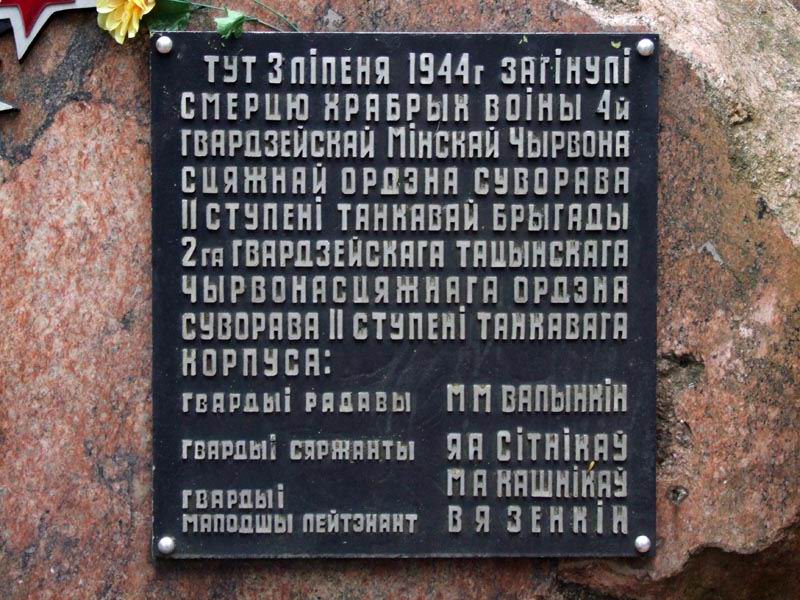 ТУТ 3 ЛІПЕНЯ 1944г ЗАГІНУЛІ
СМЕРЦЮ ХРАБРЫХ ВОІНЫ 4й
ГВАРДЗЕЙСКАЙ МІНСКАЙ ЧЫРВОНА
СЦЯЖНАЙ ОРДЭНА СУВОРАВА
II СТУПЕНІ ТАНКАВАЙ БРЫГАДЫ
2га ГВАРДЗЕЙСКАГА ТАЦЫНСКАГА
ЧЫРВОНАСЦЯЖНАГА ОРДЭНА
СУВОРАВА II СТУПЕНІ ТАНКАВАГА
КОРПУСА:
ГВАРДЫІ РАДАВЫ М М ВАЛЫНКІН
ГВАРДЫІ СЯРЖАНТЫ Я А СІТНІКАЎ
М А КАШНІКАЎ
ГВАРДЫІ
МАЛОДШЫ ЛЕЙТЭНАНТ В Я ЗЕНКІН